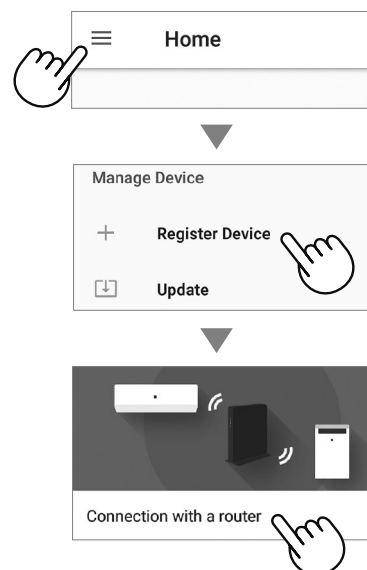 Home
Manage Device
Register Device
Update
Connection with a router